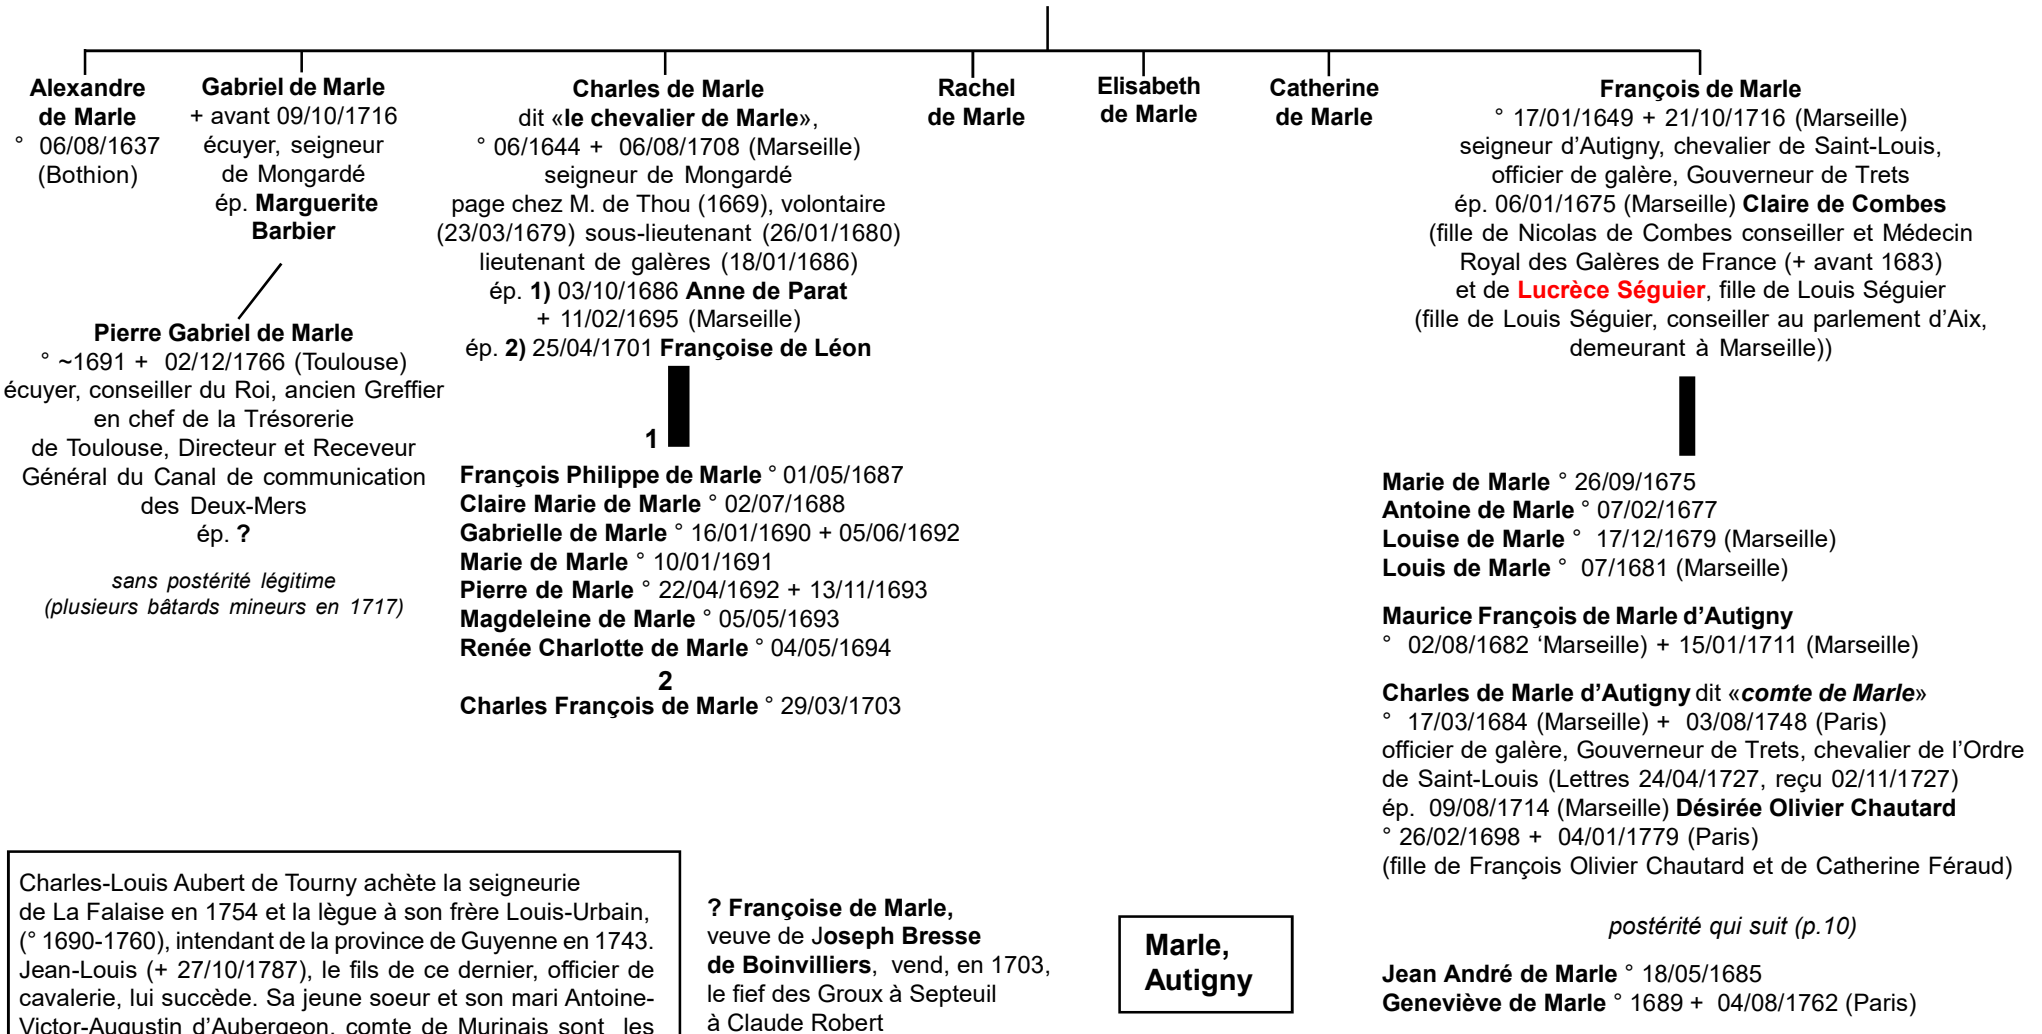 Alexandre
de Marle
° 06/08/1637
(Bothion)
Gabriel de Marle
+ avant 09/10/1716
écuyer, seigneur
de Mongardé
ép. Marguerite
Barbier
Pierre Gabriel de Marle
° ~1691 + 02/12/1766 (Toulouse)
écuyer, conseiller du Roi, ancien Greffier
en chef de la Trésorerie
de Toulouse, Directeur et Receveur
Général du Canal de communication
des Deux-Mers
ép. ?
sans postérité légitime
(plusieurs bâtards mineurs en 1717)
Charles de Marle
dit «le chevalier de Marle»,
° 06/1644 + 06/08/1708 (Marseille)
seigneur de Mongardé
page chez M. de Thou (1669), volontaire
(23/03/1679) sous-lieutenant (26/01/1680)
lieutenant de galères (18/01/1686)
ép. 1) 03/10/1686 Anne de Parat
+ 11/02/1695 (Marseille)
ép. 2) 25/04/1701 Françoise de Léon
1
François Philippe de Marle ° 01/05/1687
Claire Marie de Marle ° 02/07/1688
Gabrielle de Marle ° 16/01/1690 + 05/06/1692
Marie de Marle ° 10/01/1691
Pierre de Marle ° 22/04/1692 + 13/11/1693
Magdeleine de Marle ° 05/05/1693
Renée Charlotte de Marle ° 04/05/1694
2
Charles François de Marle ° 29/03/1703
Rachel
de Marle
Elisabeth
de Marle
Catherine
de Marle
François de Marle
° 17/01/1649 + 21/10/1716 (Marseille)
seigneur d’Autigny, chevalier de Saint-Louis,
officier de galère, Gouverneur de Trets
ép. 06/01/1675 (Marseille) Claire de Combes
(fille de Nicolas de Combes conseiller et Médecin
Royal des Galères de France (+ avant 1683)
et de Lucrèce Séguier, fille de Louis Séguier
(fille de Louis Séguier, conseiller au parlement d’Aix,
demeurant à Marseille))
Marie de Marle ° 26/09/1675
Antoine de Marle ° 07/02/1677
Louise de Marle ° 17/12/1679 (Marseille)
Louis de Marle ° 07/1681 (Marseille)
Maurice François de Marle d’Autigny
° 02/08/1682 ‘Marseille) + 15/01/1711 (Marseille)
Charles de Marle d’Autigny dit «comte de Marle»
° 17/03/1684 (Marseille) + 03/08/1748 (Paris)
officier de galère, Gouverneur de Trets, chevalier de l’Ordre
de Saint-Louis (Lettres 24/04/1727, reçu 02/11/1727)
ép. 09/08/1714 (Marseille) Désirée Olivier Chautard
° 26/02/1698 + 04/01/1779 (Paris)
(fille de François Olivier Chautard et de Catherine Féraud)
postérité qui suit (p.10)
Jean André de Marle ° 18/05/1685
Geneviève de Marle ° 1689 + 04/08/1762 (Paris)
Charles-Louis Aubert de Tourny achète la seigneurie
de La Falaise en 1754 et la lègue à son frère Louis-Urbain,
(° 1690-1760), intendant de la province de Guyenne en 1743.
Jean-Louis (+ 27/10/1787), le fils de ce dernier, officier de
cavalerie, lui succède. Sa jeune soeur et son mari Antoine-
Victor-Augustin d’Aubergeon, comte de Murinais sont les
? Françoise de Marle,
veuve de Joseph Bresse
de Boinvilliers, vend, en 1703,
le fief des Groux à Septeuil
à Claude Robert
Marle,
Autigny